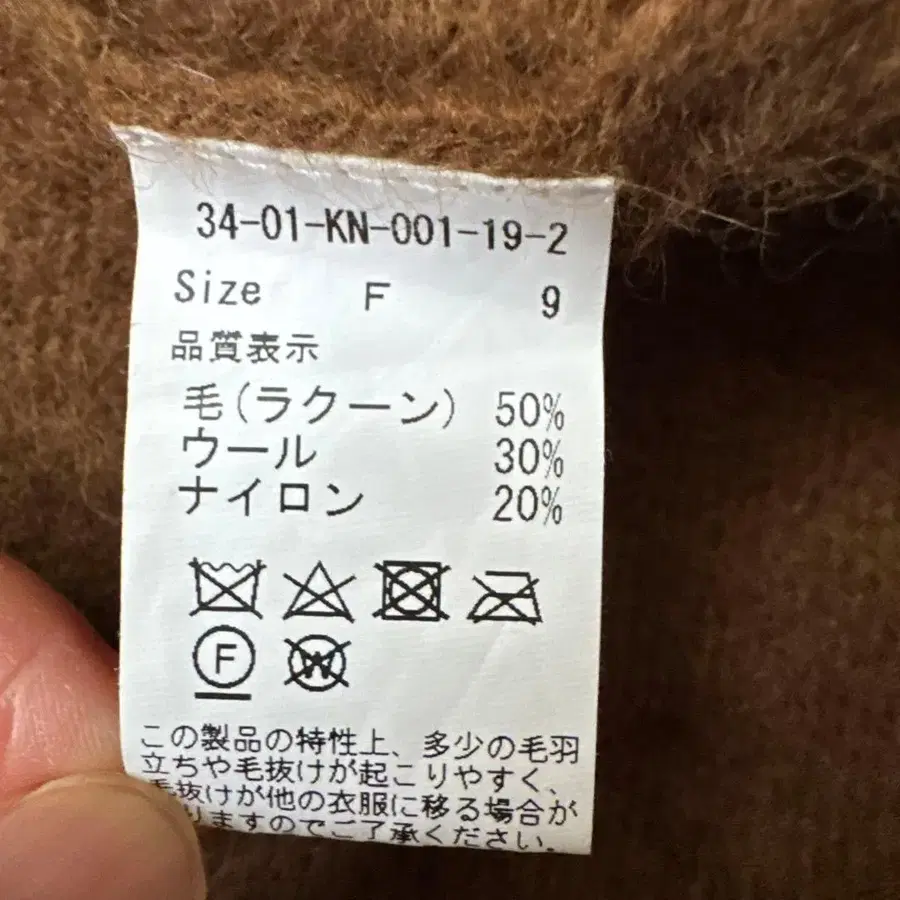 34-01-KN-001-19-2
Size F 9
品質表示
毛(ラクーン) 50%
ウール 30%
ナイロン 20%
F W
この製品の特性上、多少の毛羽
立ちや毛抜けが起こりやすく、
毛抜けが他の衣服に移る場合が
りますのでご了承ください。